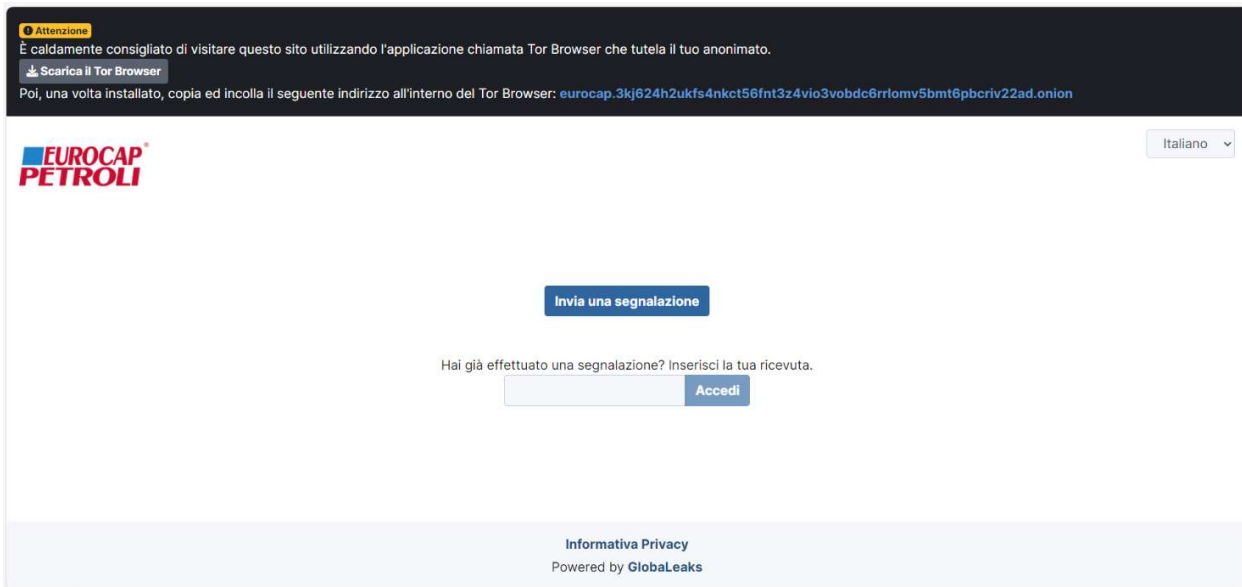 Attenzione
È caldamente consigliato di visitare questo sito utilizzando l'applicazione chiamata Tor Browser che tutela il tuo anonimato.
Scarica il Tor Browser
Poi, una volta installato, copia ed incolla il seguente indirizzo all'interno del Tor Browser: eurocap.3kj624h2ukfs4nkct56fnt3z4vio3vobdc6rrlomv5bmt6pbcriv22ad.onion
EUROCAP®
PETROLI
Italiano
Invia una segnalazione
Hai già effettuato una segnalazione? Inserisci la tua ricevuta.
Accedi
Informativa Privacy
Powered by GlobaLeaks